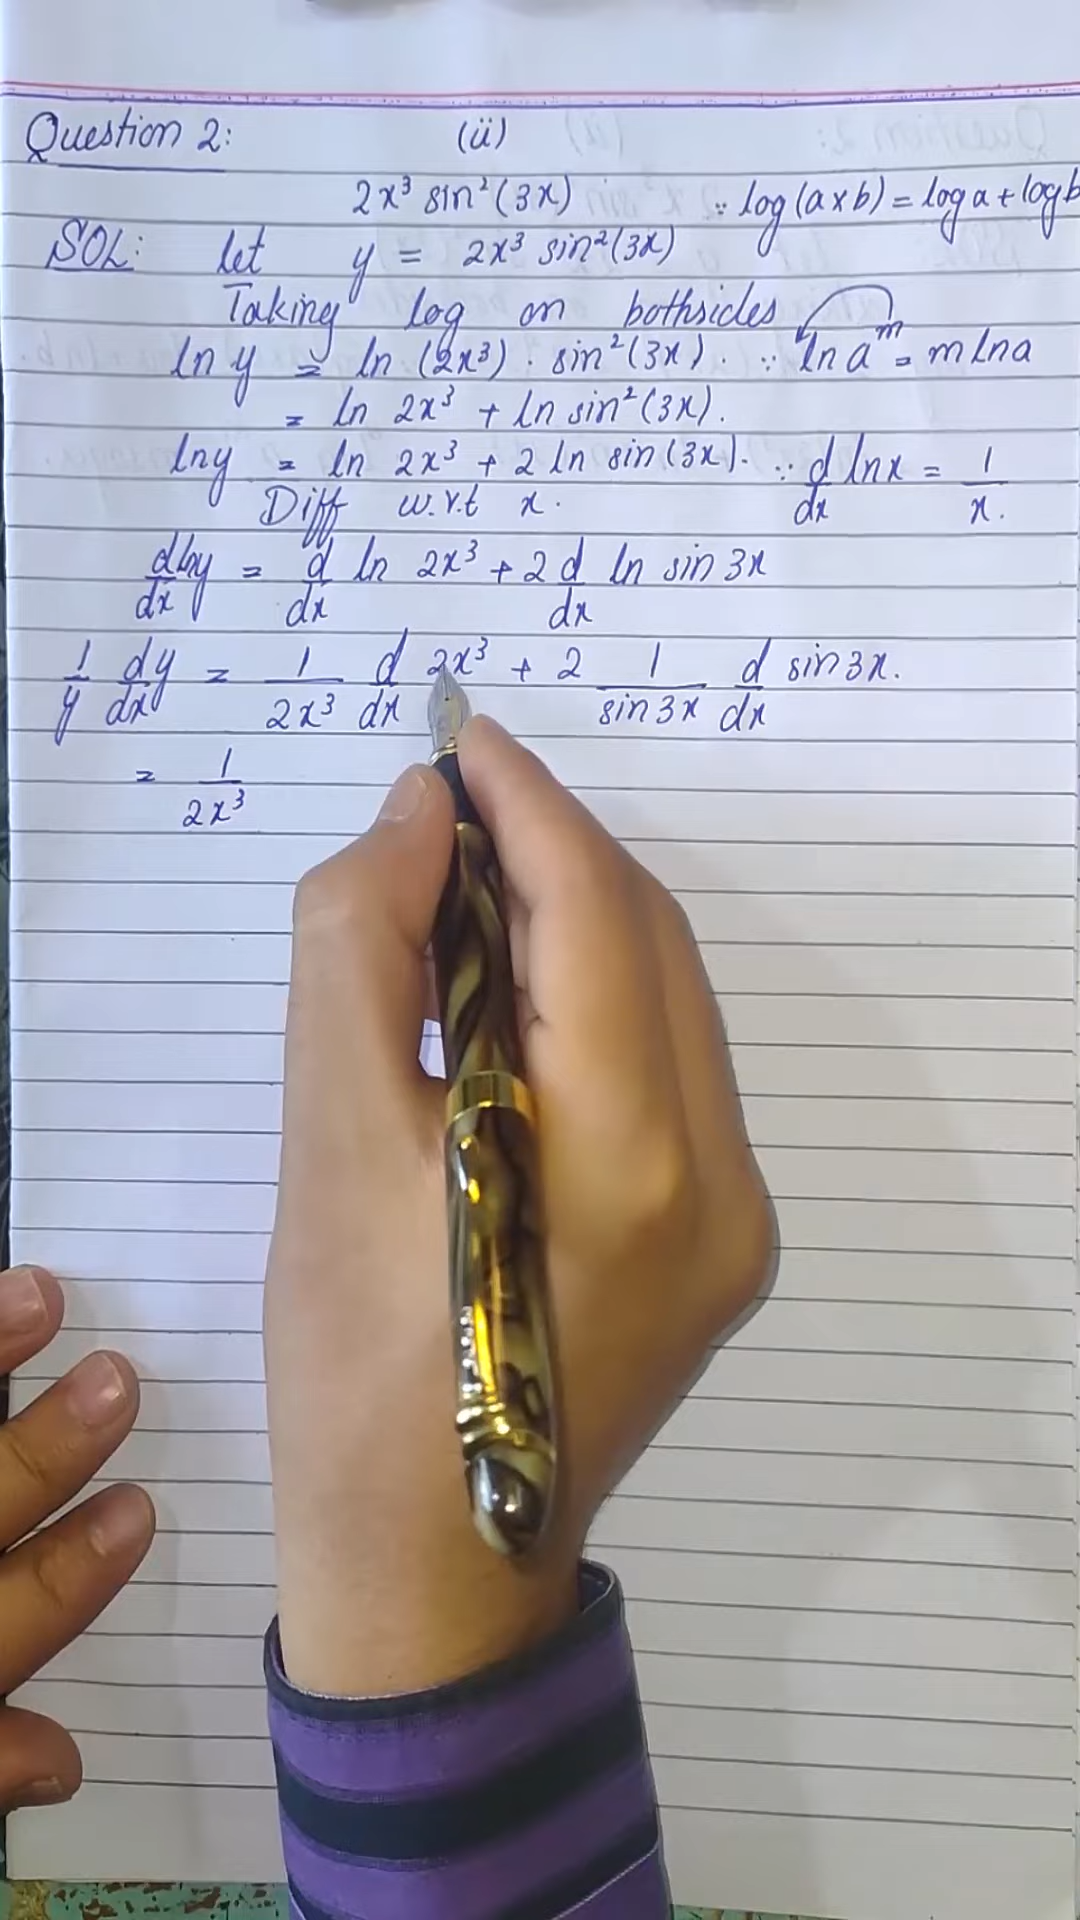 Question 2: (ii)
2x³ sin²(3x) ∵ log(a×b) = log a + log b
SOL: let y = 2x³ sin²(3x)
Taking log on bothsides
ln y = ln (2x³) · sin²(3x). ∵ ln aᵐ = m ln a
= ln 2x³ + ln sin²(3x).
ln y = ln 2x³ + 2 ln sin(3x). ∵ d/dx ln x = 1/x.
Diff w.r.t x.
d ln y/dx = d/dx ln 2x³ + 2 d/dx ln sin 3x
1/y dy/dx = 1/2x³ d/dx 2x³ + 2 1/sin 3x d/dx sin 3x.
= 1/2x³